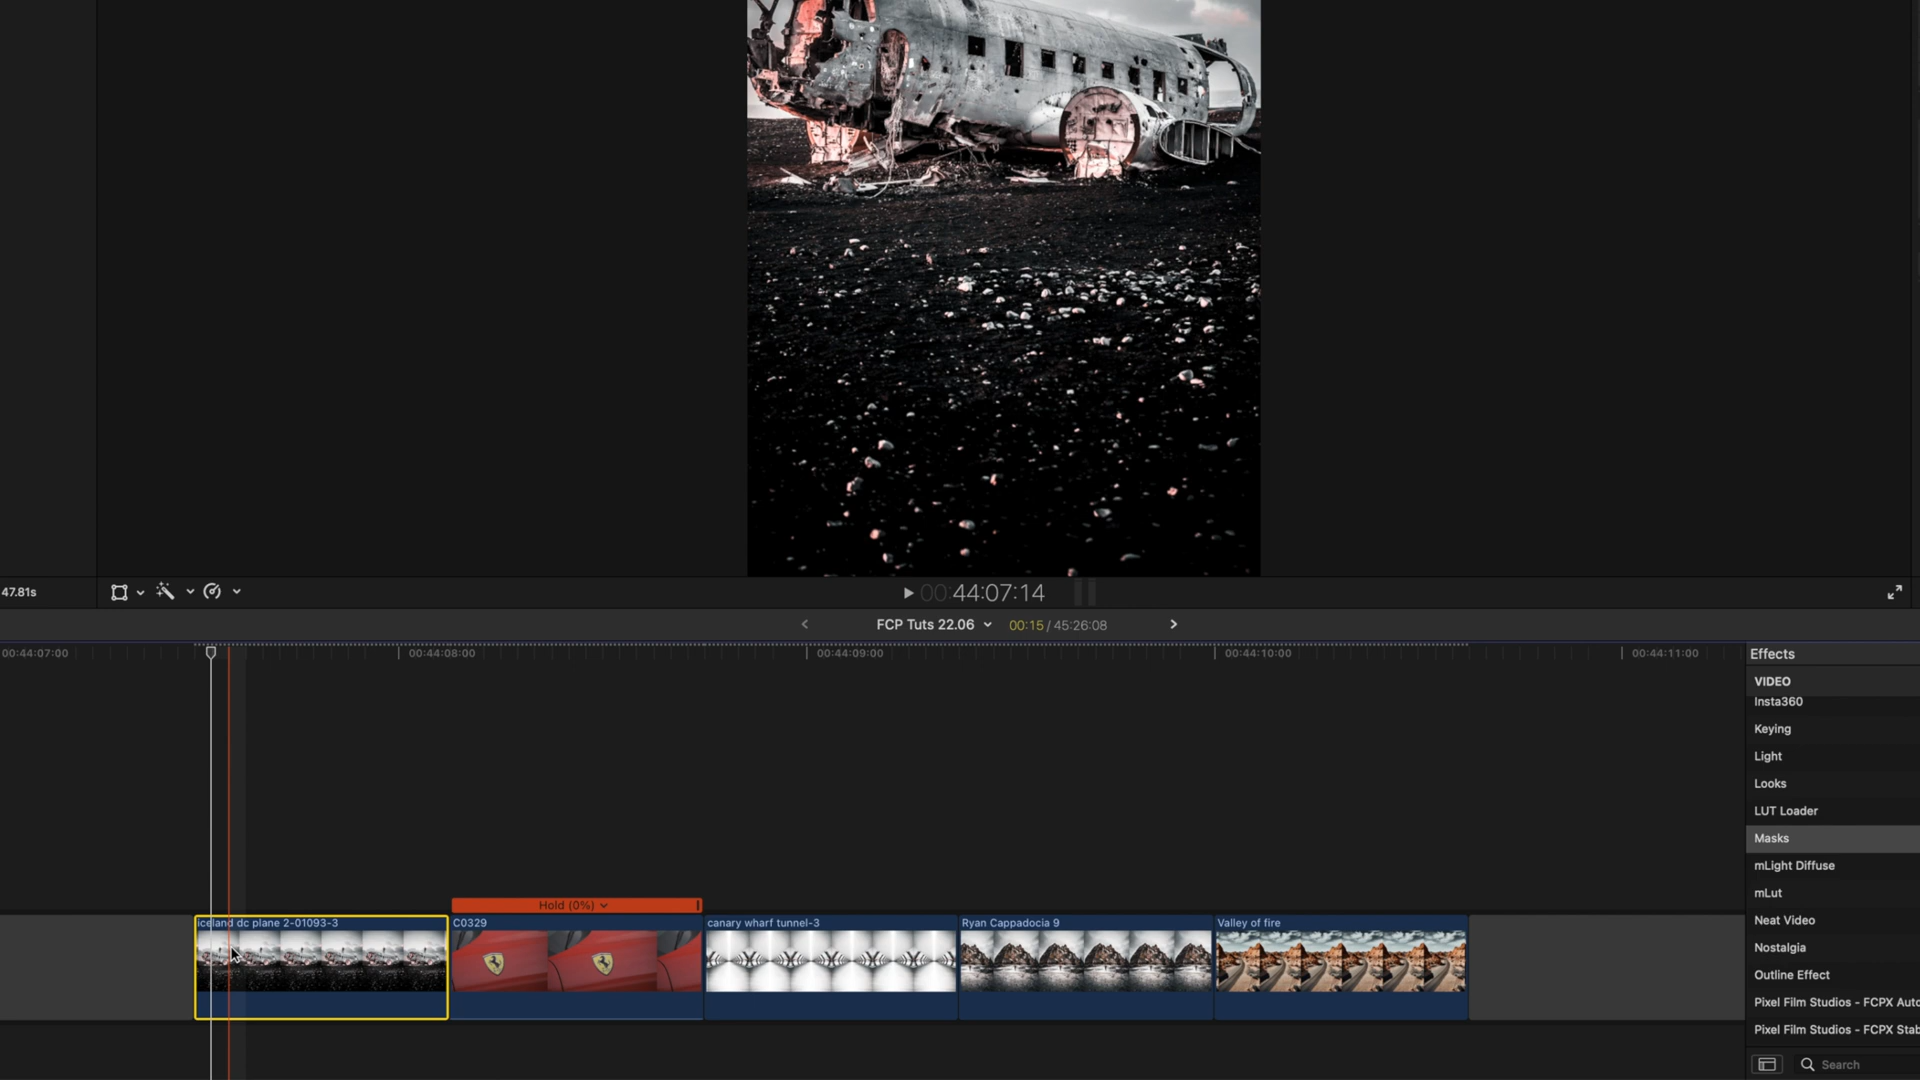 47.81s
00:44:07:14
FCP Tuts 22.06
00:15 / 45:26:08
00:44:07:00
00:44:08:00
00:44:09:00
00:44:10:00
00:44:11:00
Effects
VIDEO
Insta360
Keying
Light
Looks
LUT Loader
Masks
mLight Diffuse
mLut
Neat Video
Nostalgia
Outline Effect
Pixel Film Studios - FCPX Auto
Pixel Film Studios - FCPX Stab
Search
Hold (0%)
iceland dc plane 2-01093-3
C0329
canary wharf tunnel-3
Ryan Cappadocia 9
Valley of fire